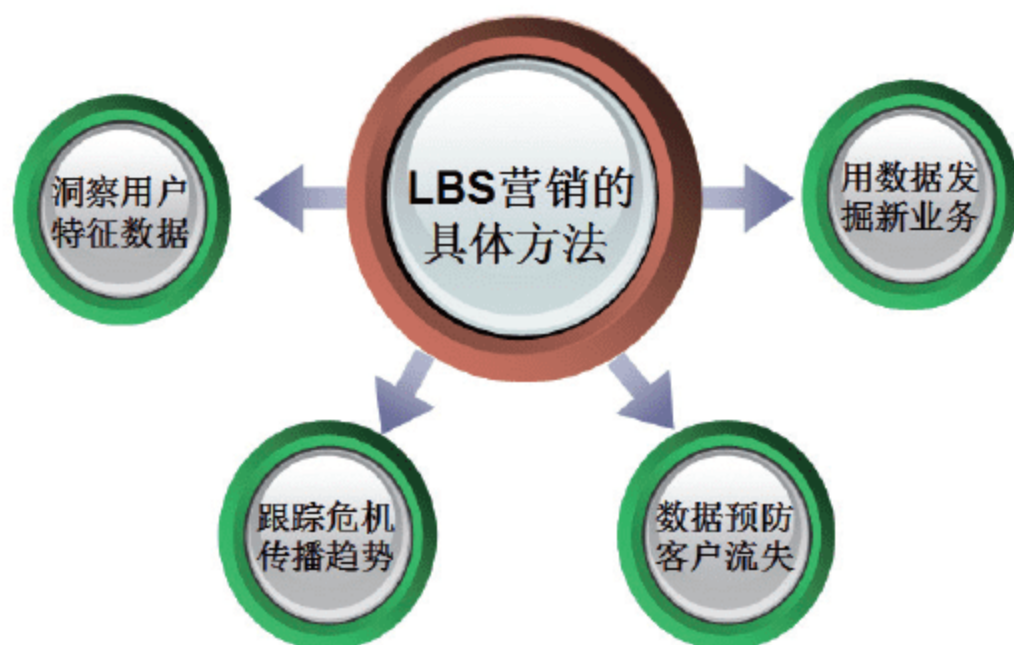 LBS营销的
具体方法
洞察用户
特征数据
用数据发
掘新业务
跟踪危机
传播趋势
数据预防
客户流失